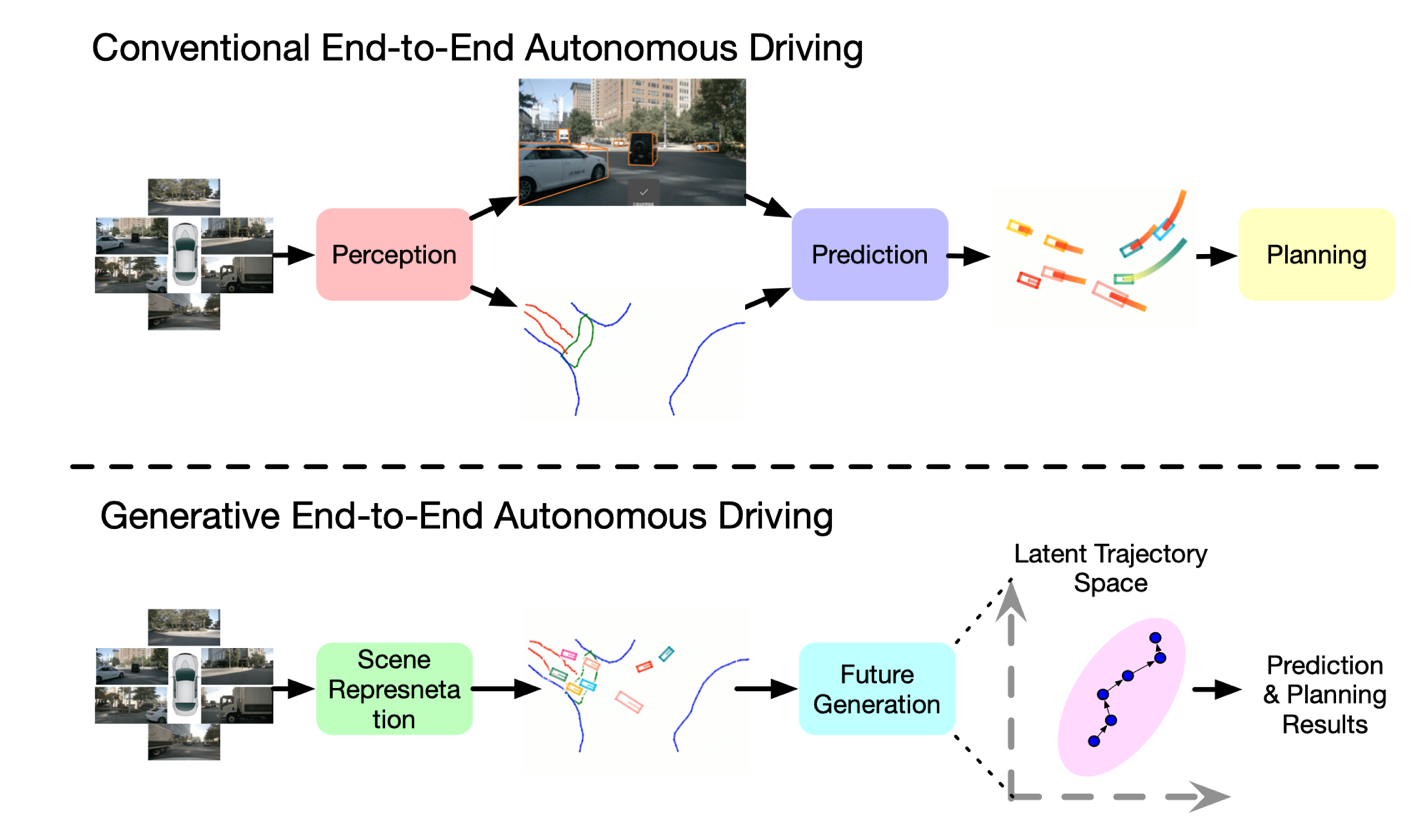 Conventional End-to-End Autonomous Driving
Perception
Prediction
Planning
Generative End-to-End Autonomous Driving
Scene
Represneta
tion
Future
Generation
Latent Trajectory
Space
Prediction
& Planning
Results